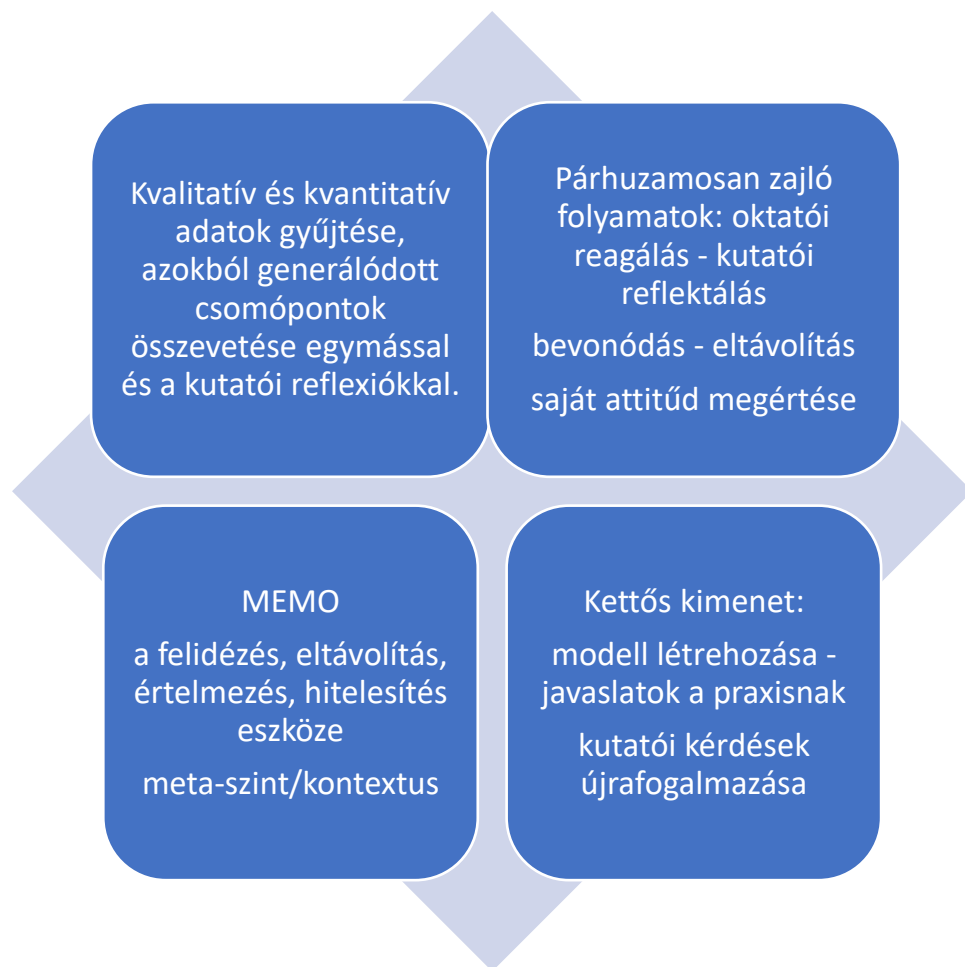 Kvalitatív és kvantitatív
adatok gyűjtése,
azokból generálódott
csomópontok
összevetése egymással
és a kutatói reflexiókkal.
Párhuzamosan zajló
folyamatok: oktatói
reagálás - kutatói
reflektálás
bevonódás - eltávolítás
saját attitűd megértése
MEMO
a felidézés, eltávolítás,
értelmezés, hitelesítés
eszköze
meta-szint/kontextus
Kettős kimenet:
modell létrehozása -
javaslatok a praxisnak
kutatói kérdések
újrafogalmazása